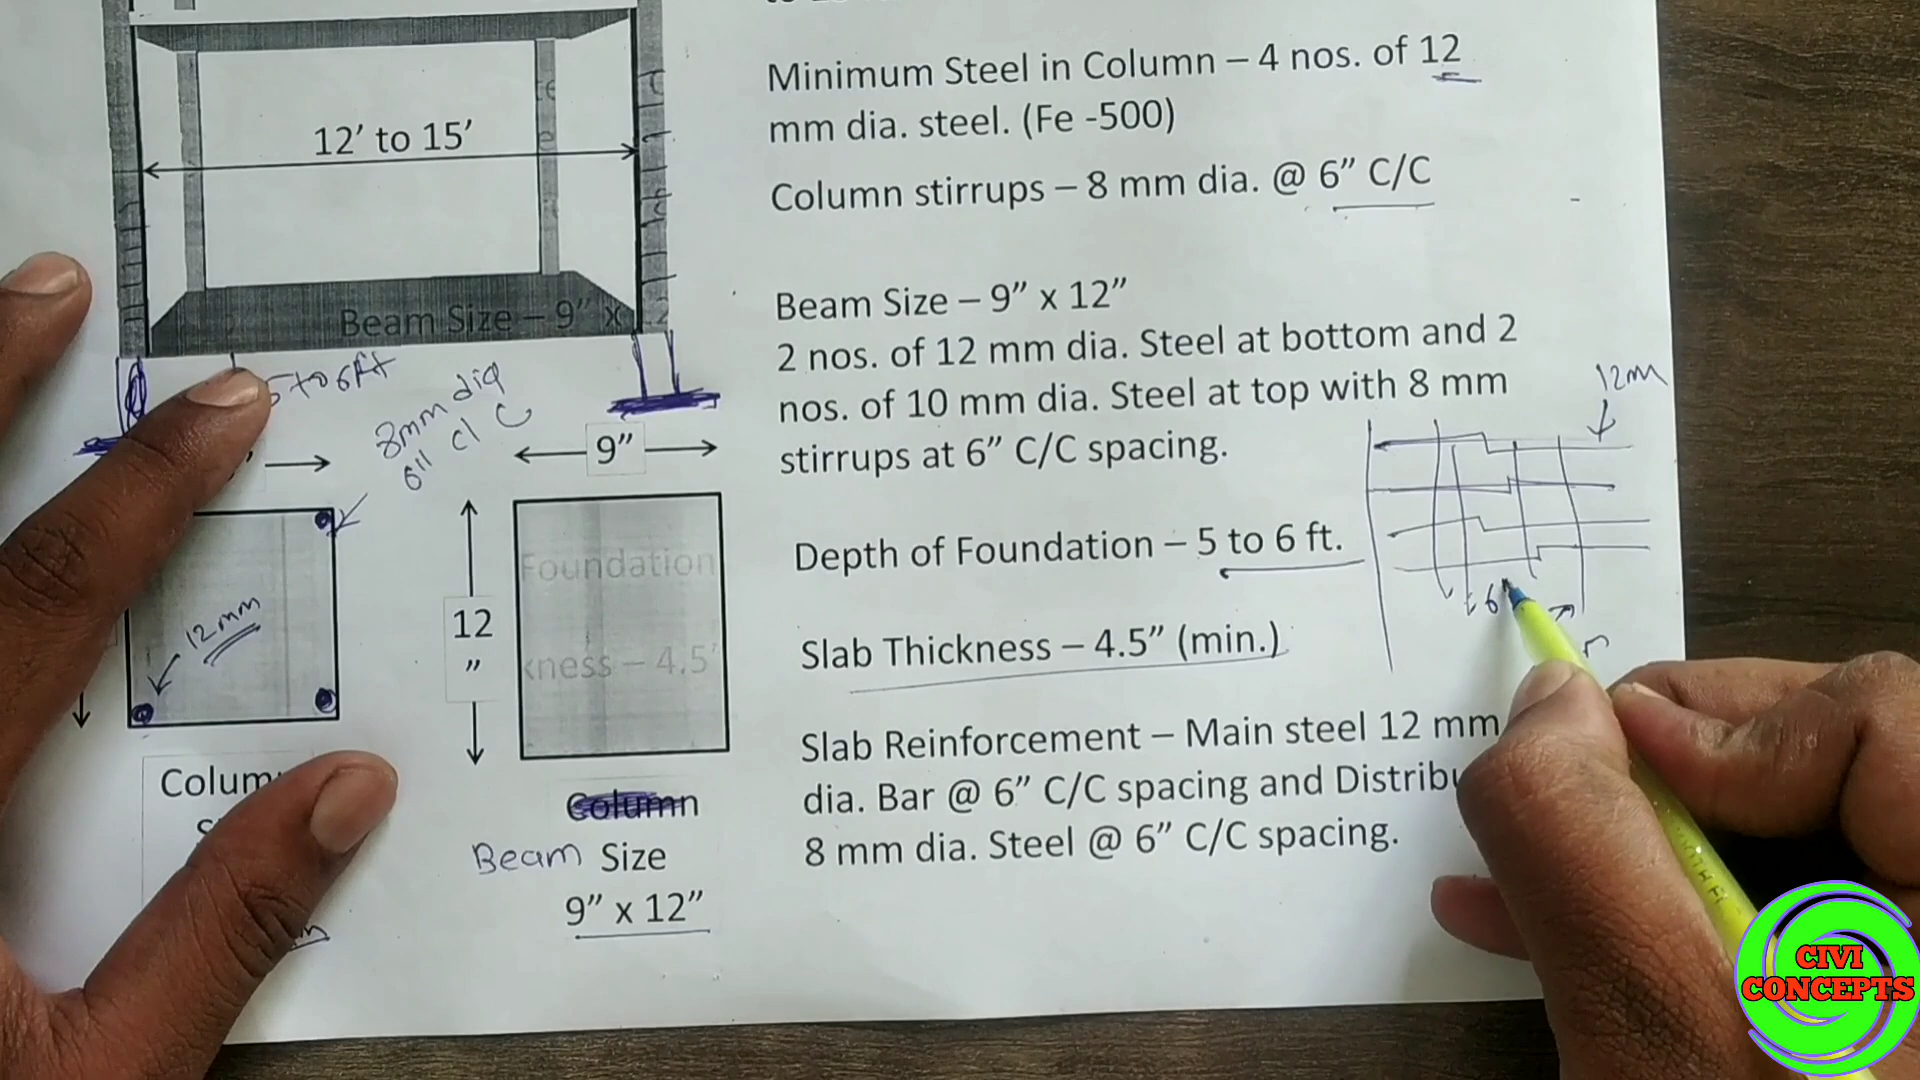 Minimum Steel in Column – 4 nos. of 12
mm dia. steel. (Fe -500)
Column stirrups – 8 mm dia. @ 6” C/C
Beam Size – 9” x 12”
2 nos. of 12 mm dia. Steel at bottom and 2
nos. of 10 mm dia. Steel at top with 8 mm
stirrups at 6” C/C spacing.
Depth of Foundation – 5 to 6 ft.
Slab Thickness – 4.5” (min.)
Slab Reinforcement – Main steel 12 mm
dia. Bar @ 6” C/C spacing and
8 mm dia. Steel @ 6” C/C spacing.
12’ to 15’
Beam Size – 9” x
5 to 6ft
8mm dia
6" c/ C
9”
12mm
12
”
Foundation
kness – 4.5’
Column
Beam Size
9” x 12”
12m
6
CIVI
CONCEPTS